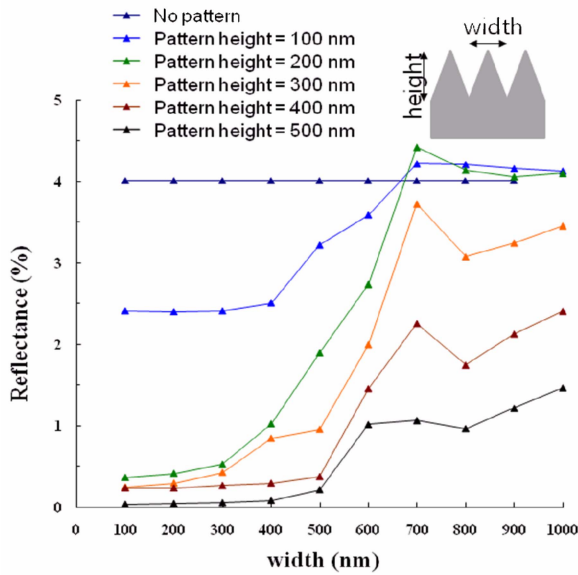 No pattern
Pattern height = 100 nm
Pattern height = 200 nm
Pattern height = 300 nm
Pattern height = 400 nm
Pattern height = 500 nm
width
height
5
4
3
2
1
0
Reflectance (%)
0 100 200 300 400 500 600 700 800 900 1000
width (nm)